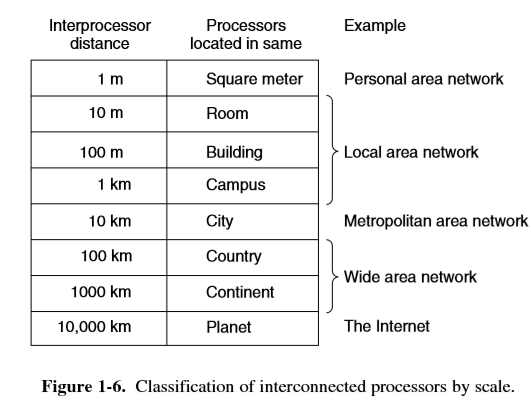 Interprocessor distance Processors located in same Example
1 m Square meter Personal area network
10 m Room
100 m Building Local area network
1 km Campus
10 km City Metropolitan area network
100 km Country
Wide area network
1000 km Continent
10,000 km Planet The Internet
Figure 1-6. Classification of interconnected processors by scale.